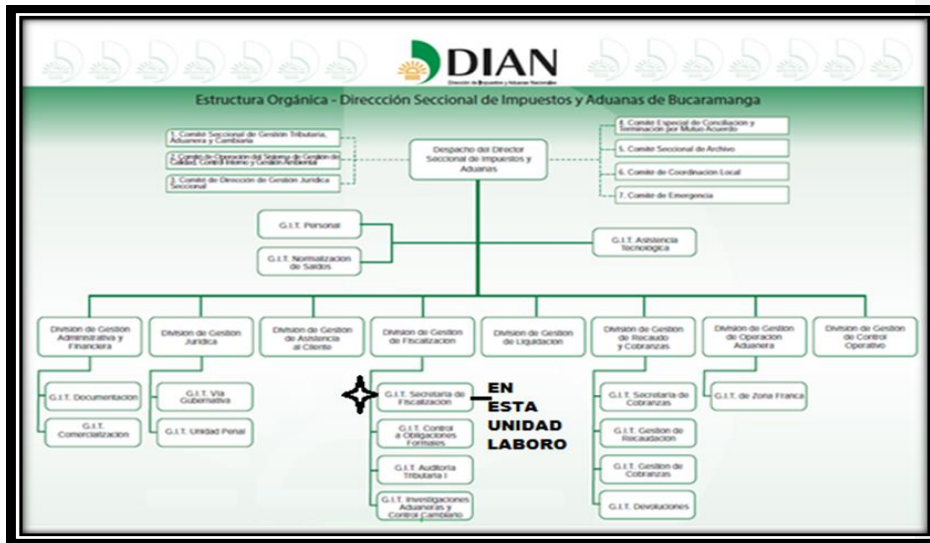 DIAN
Dirección de Impuestos y Aduanas Nacionales
Estructura Orgánica - Direccción Seccional de Impuestos y Aduanas de Bucaramanga
1. Comité Seccional de Gestión Tributaria,
Aduanera y Cambiaria
2. Comité de Operación del Sistema de Gestión de
Calidad, Control Interno y Gestión Ambiental
3. Comité de Dirección de Gestión Jurídica
Seccional
Despacho del Director
Seccional de Impuestos y
Aduanas
4. Comité Especial de Conciliación y
Terminación por Mutuo Acuerdo
5. Comité Seccional de Archivo
6. Comité de Coordinación Local
7. Comité de Emergencia
G.I.T. Personal
G.I.T. Normalización
de Saldos
G.I.T. Asistencia
Tecnológica
División de Gestión
Administrativa y
Financiera
División de Gestión
Jurídica
División de Gestión
de Asistencia
al Cliente
División de Gestión
de Fiscalización
División de Gestión
de Liquidación
División de Gestión
de Recaudo
y Cobranzas
División de Gestión
de Operación
Aduanera
División de Gestión
de Control
Operativo
G.I.T. Documentación
G.I.T.
Comercialización
G.I.T. Vía
Gubernativa
G.I.T. Unidad Penal
G.I.T. Secretaría de
Fiscalización
G.I.T. Control
a Obligaciones
Formales
G.I.T. Auditoría
Tributaria I
G.I.T. Investigaciones
Aduaneras y
Control Cambiario
EN
ESTA
UNIDAD
LABORO
G.I.T. Secretaría de
Cobranzas
G.I.T. Gestión de
Recaudación
G.I.T. Gestión de
Cobranzas
G.I.T. Devoluciones
G.I.T. de Zona Franca